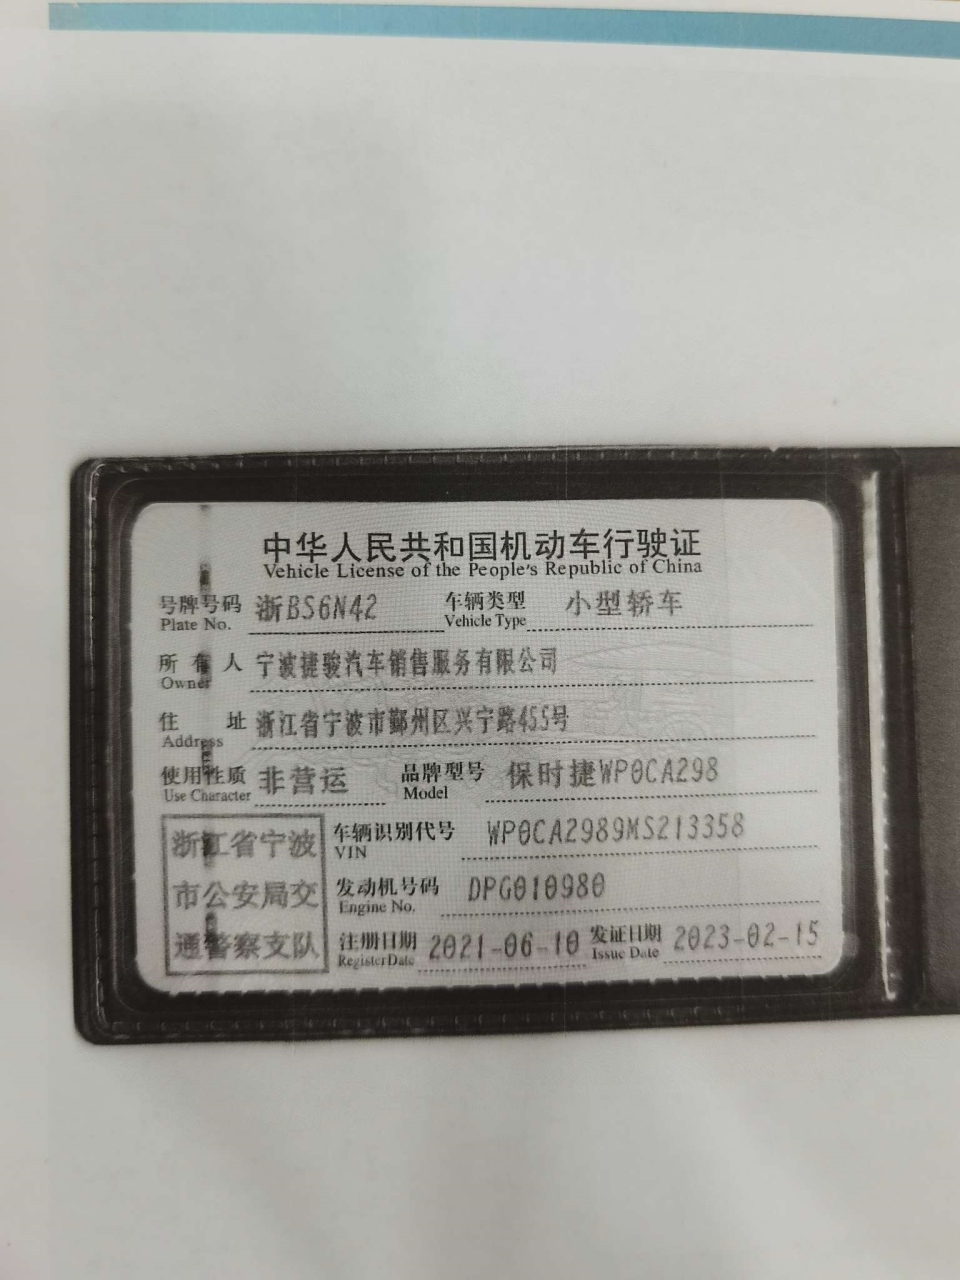 中华人民共和国机动车行驶证
Vehicle License of the People's Republic of China
号牌号码 浙BS6N42 车辆类型 小型轿车
Plate No. Vehicle Type
所有人 宁波捷骏汽车销售服务有限公司
Owner
住址 浙江省宁波市鄞州区兴宁路455号
Address
使用性质 非营运 品牌型号 保时捷WP0CA298
Use Character Model
浙江省宁波 车辆识别代号 WP0CA2989MS213358
VIN
市公安局交 发动机号码 DPG010980
Engine No.
通警察支队 注册日期 2021-06-10 发证日期 2023-02-15
Register Date Issue Date